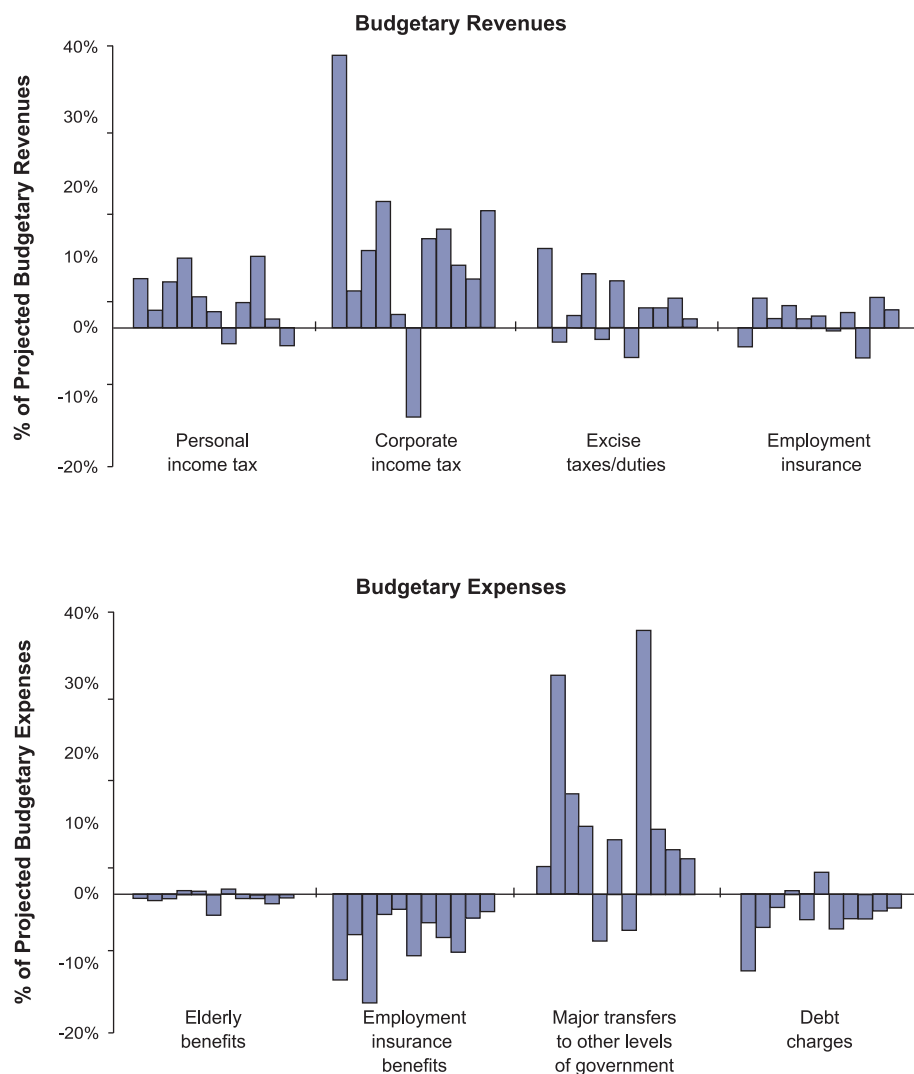 Budgetary Revenues
% of Projected Budgetary Revenues
40%
30%
20%
10%
0%
-10%
-20%
Personal
income tax
Corporate
income tax
Excise
taxes/duties
Employment
insurance
Budgetary Expenses
% of Projected Budgetary Expenses
40%
30%
20%
10%
0%
-10%
-20%
Elderly
benefits
Employment
insurance
benefits
Major transfers
to other levels
of government
Debt
charges